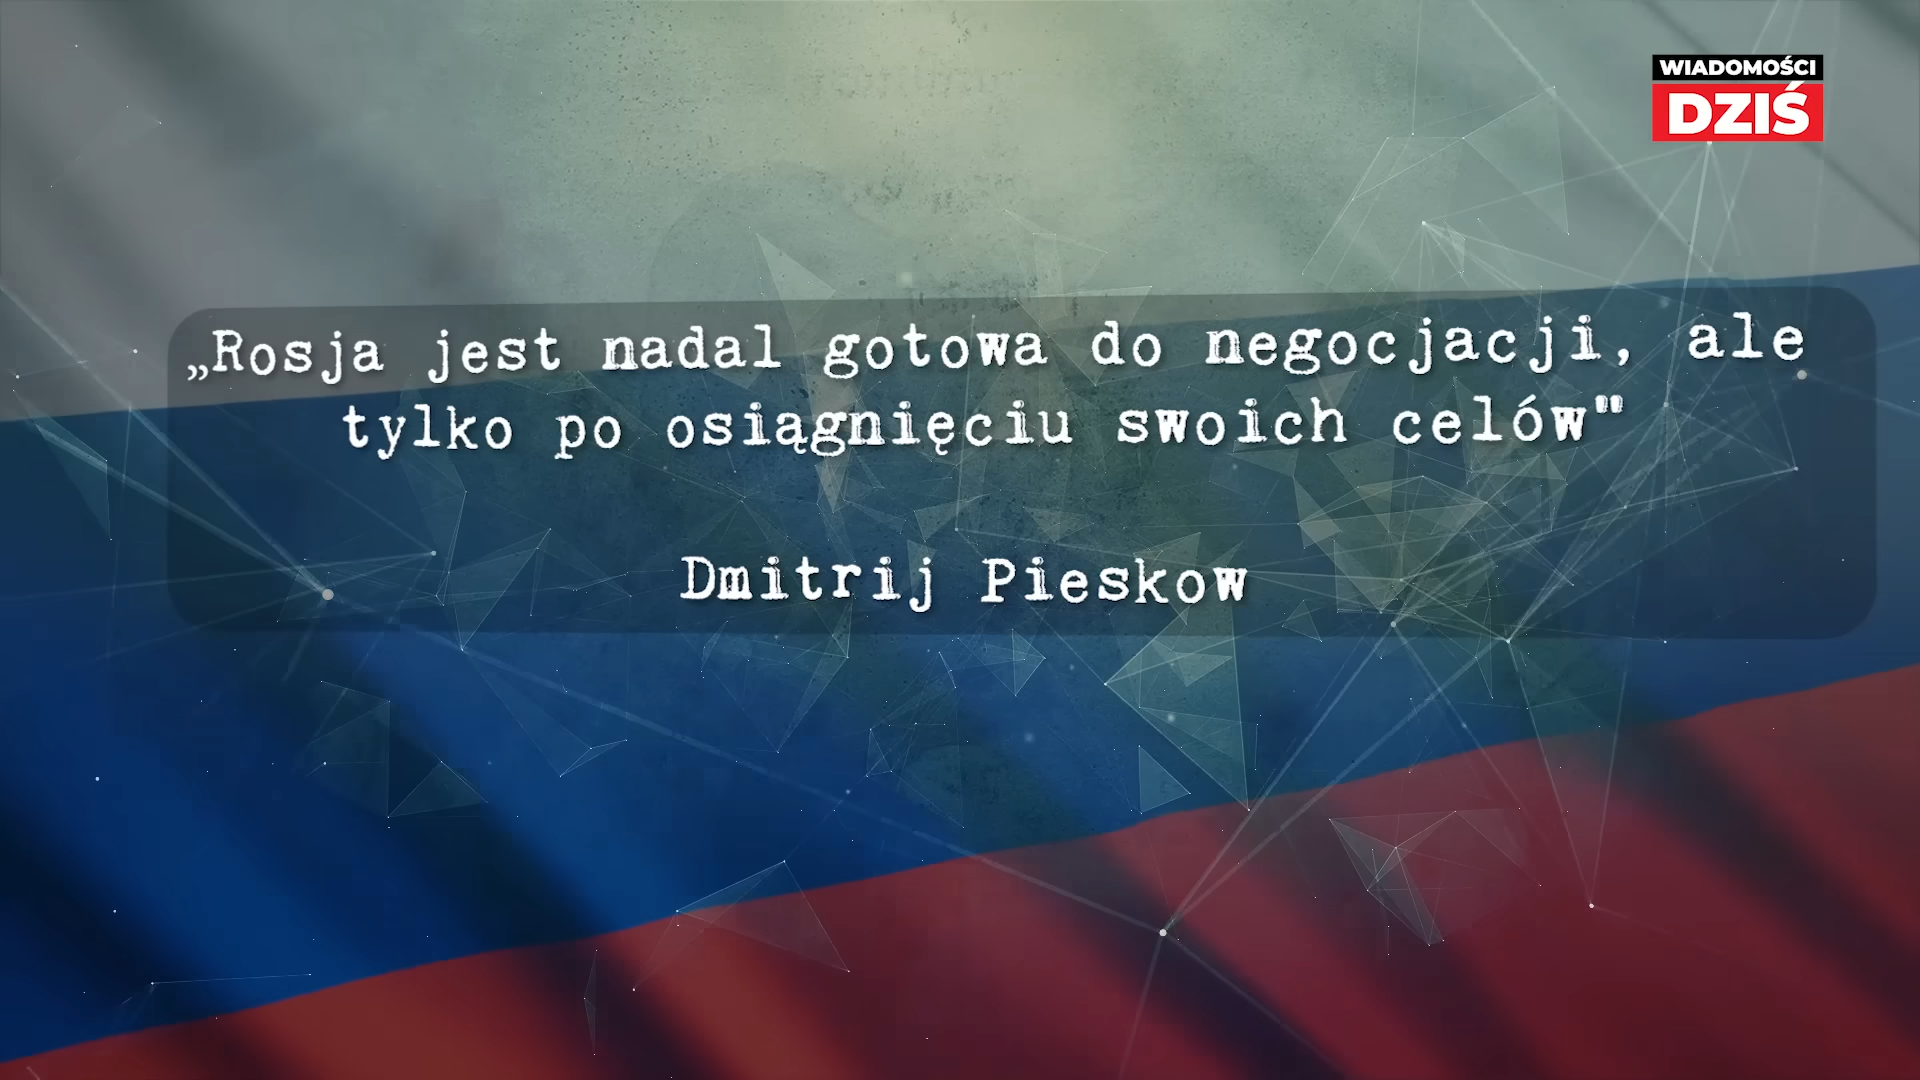 WIADOMOŚCI
DZIŚ
„Rosja jest nadal gotowa do negocjacji, ale
tylko po osiągnięciu swoich celów"
Dmitrij Pieskow